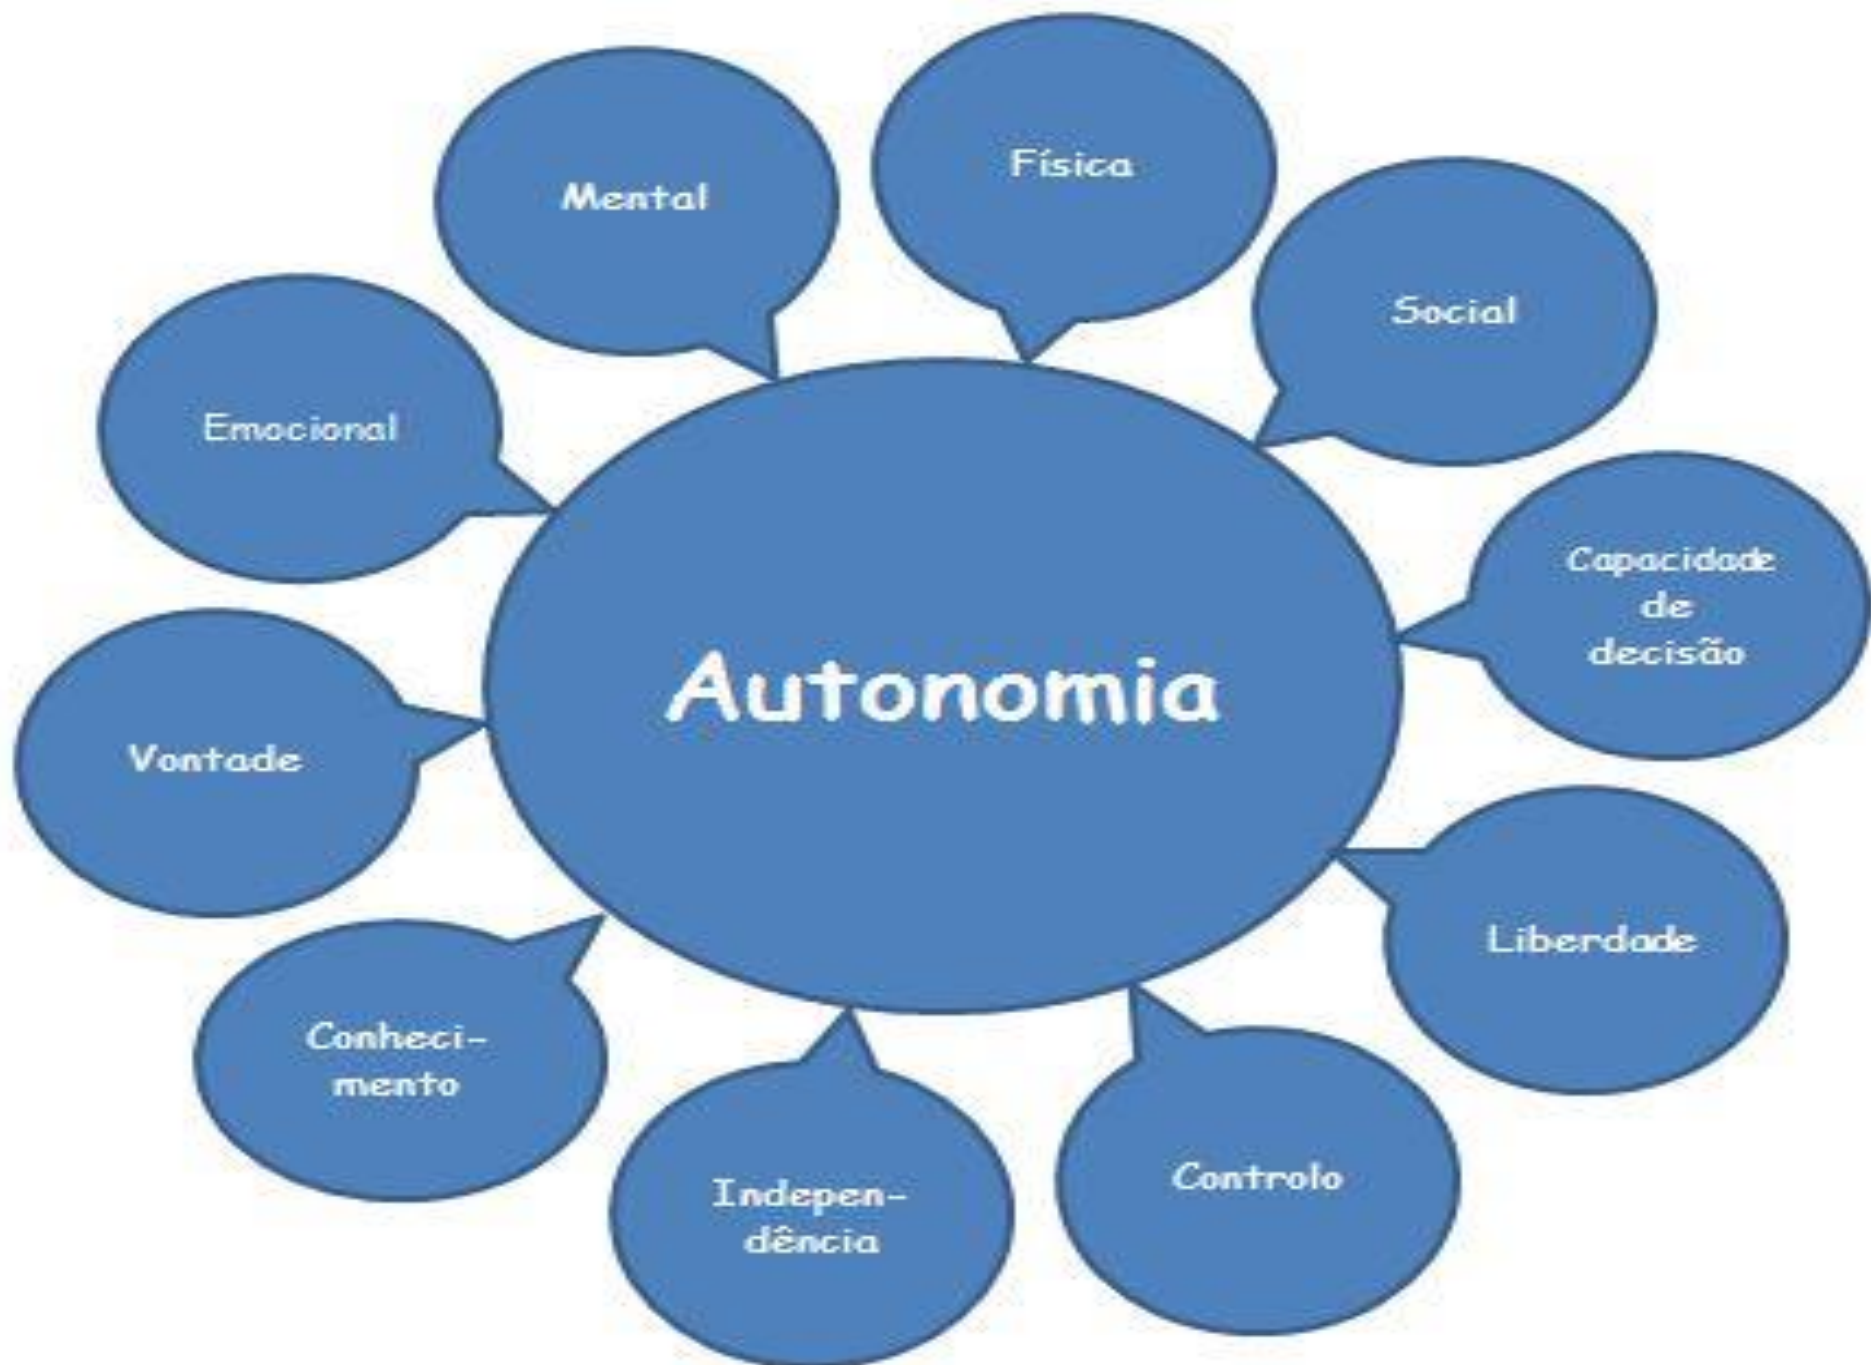 Física
Mental
Social
Emocional
Capacidade
de
decisão
Autonomia
Vontade
Liberdade
Conheci-
mento
Controlo
Indepen-
dência